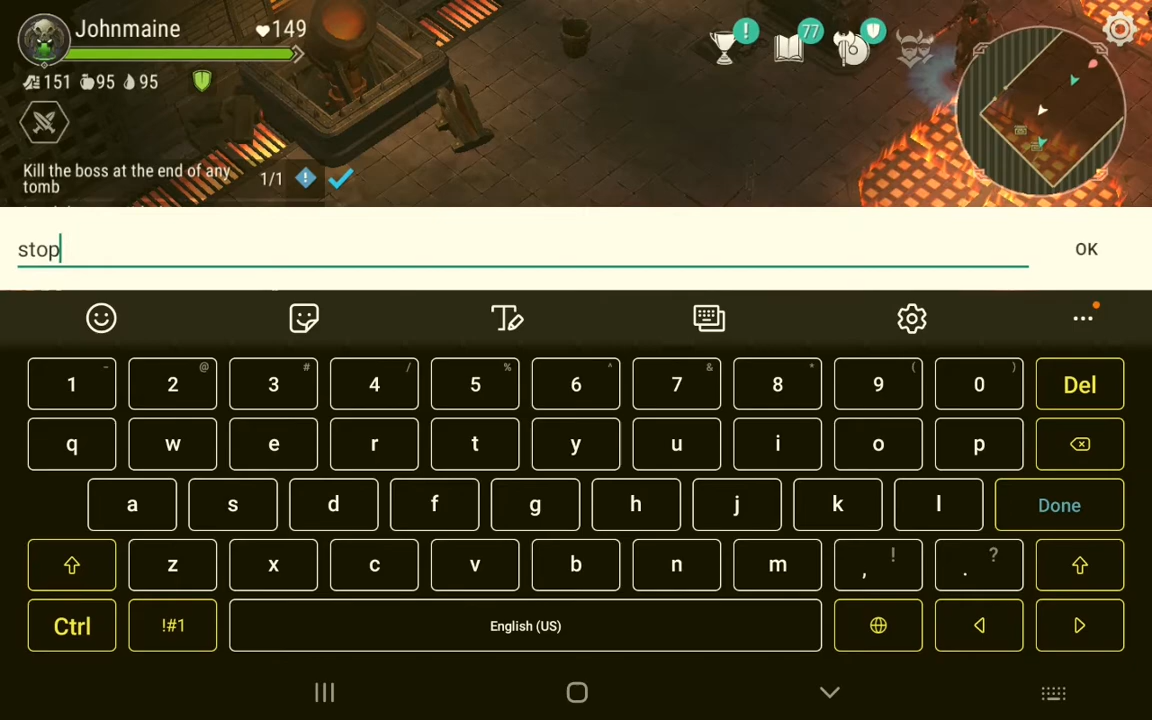 Johnmaine 149
151 95 95
! 77 6
Kill the boss at the end of any
tomb
1/1 !
stop OK
1 - 2 @ 3 # 4 / 5 % 6 ^ 7 & 8 * 9 ( 0 ) Del
q w e r t y u i o p
a s d f g h j k l Done
z x c v b n m , ! . ?
Ctrl !#1 English (US)